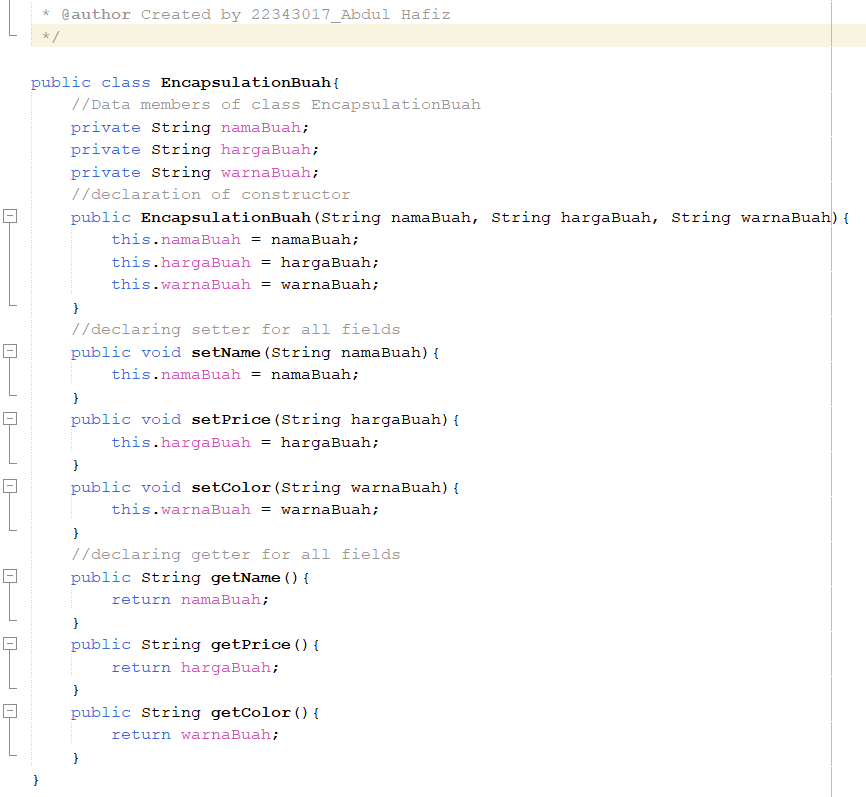 * @author Created by 22343017_Abdul Hafiz
*/
public class EncapsulationBuah{
//Data members of class EncapsulationBuah
private String namaBuah;
private String hargaBuah;
private String warnaBuah;
//declaration of constructor
public EncapsulationBuah(String namaBuah, String hargaBuah, String warnaBuah){
this.namaBuah = namaBuah;
this.hargaBuah = hargaBuah;
this.warnaBuah = warnaBuah;
}
//declaring setter for all fields
public void setName(String namaBuah){
this.namaBuah = namaBuah;
}
public void setPrice(String hargaBuah){
this.hargaBuah = hargaBuah;
}
public void setColor(String warnaBuah){
this.warnaBuah = warnaBuah;
}
//declaring getter for all fields
public String getName(){
return namaBuah;
}
public String getPrice(){
return hargaBuah;
}
public String getColor(){
return warnaBuah;
}
}